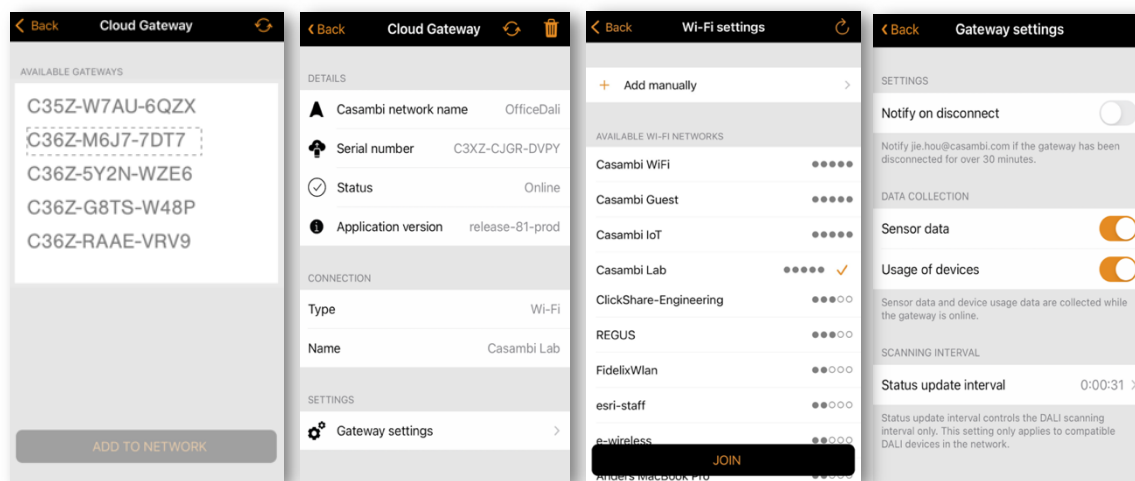 Back
Cloud Gateway
AVAILABLE GATEWAYS
C35Z-W7AU-6QZX
C36Z-M6J7-7DT7
C36Z-5Y2N-WZE6
C36Z-G8TS-W48P
C36Z-RAAE-VRV9
ADD TO NETWORK
Back
Cloud Gateway
DETAILS
Casambi network name OfficeDali
Serial number C3XZ-CJGR-DVPY
Status Online
Application version release-81-prod
CONNECTION
Type Wi-Fi
Name Casambi Lab
SETTINGS
Gateway settings
Back
Wi-Fi settings
+ Add manually
AVAILABLE WI-FI NETWORKS
Casambi WiFi
Casambi Guest
Casambi IoT
Casambi Lab
ClickShare-Engineering
REGUS
FidelixWlan
esri-staff
e-wireless
JOIN
Anders MacBook Pro
Back
Gateway settings
SETTINGS
Notify on disconnect
Notify jie.hou@casambi.com if the gateway has been
disconnected for over 30 minutes.
DATA COLLECTION
Sensor data
Usage of devices
Sensor data and device usage data are collected while
the gateway is online.
SCANNING INTERVAL
Status update interval 0:00:31
Status update interval controls the DALI scanning
interval only. This setting only applies to compatible
DALI devices in the network.